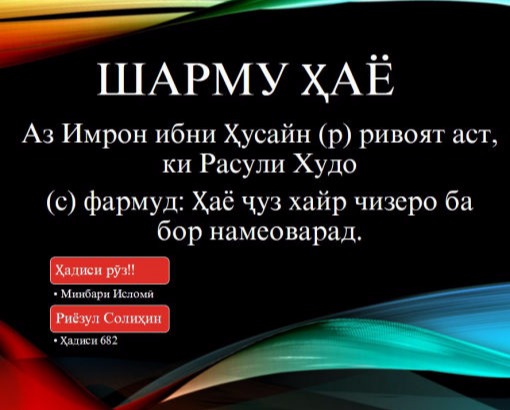 ШАРМУ ҲАЁ
Аз Имрон ибни Ҳусайн (р) ривоят аст,
ки Расули Худо
(с) фармуд: Ҳаё ҷуз хайр чизеро ба
бор намеоварад.
Ҳадиси рӯз!!
• Минбари Исломӣ
Риёзул Солиҳин
• Ҳадиси 682